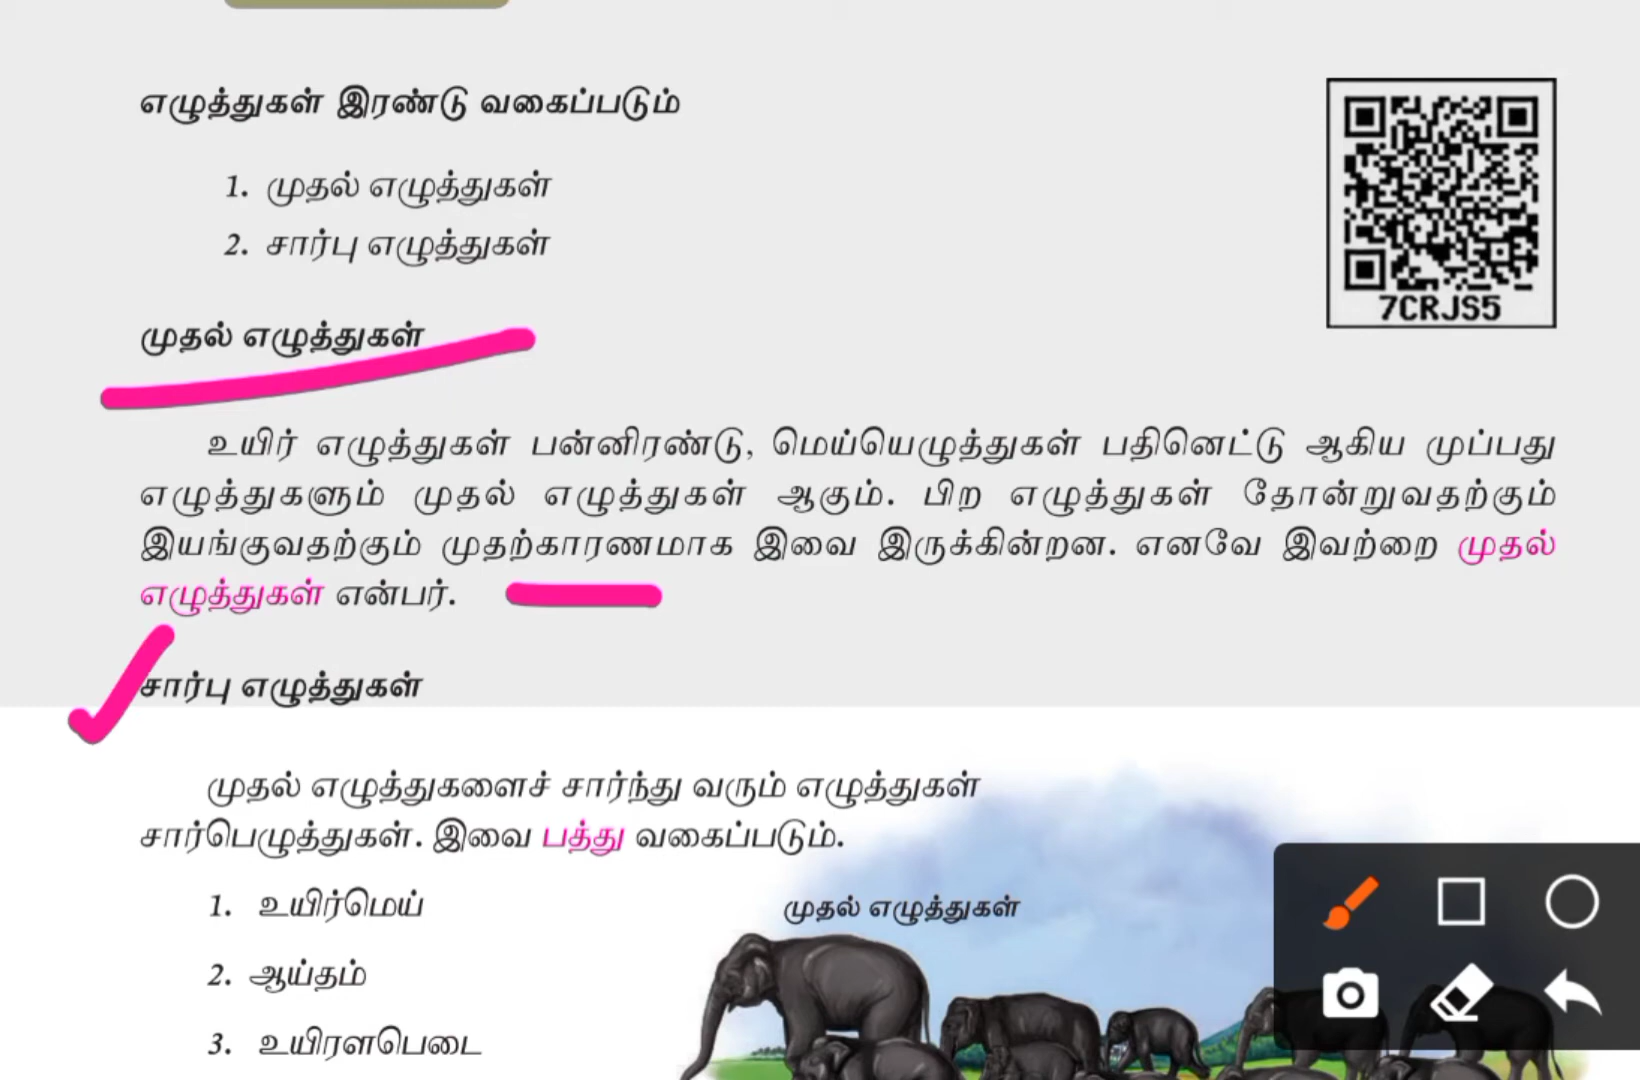 எழுத்துகள் இரண்டு வகைப்படும்
1. முதல் எழுத்துகள்
2. சார்பு எழுத்துகள்
7CRJS5
முதல் எழுத்துகள்
உயிர் எழுத்துகள் பன்னிரண்டு, மெய்யெழுத்துகள் பதினெட்டு ஆகிய முப்பது
எழுத்துகளும் முதல் எழுத்துகள் ஆகும். பிற எழுத்துகள் தோன்றுவதற்கும்
இயங்குவதற்கும் முதற்காரணமாக இவை இருக்கின்றன. எனவே இவற்றை முதல்
எழுத்துகள் என்பர்.
சார்பு எழுத்துகள்
முதல் எழுத்துகளைச் சார்ந்து வரும் எழுத்துகள்
சார்பெழுத்துகள். இவை பத்து வகைப்படும்.
1. உயிர்மெய்
முதல் எழுத்துகள்
2. ஆய்தம்
3. உயிரளபெடை